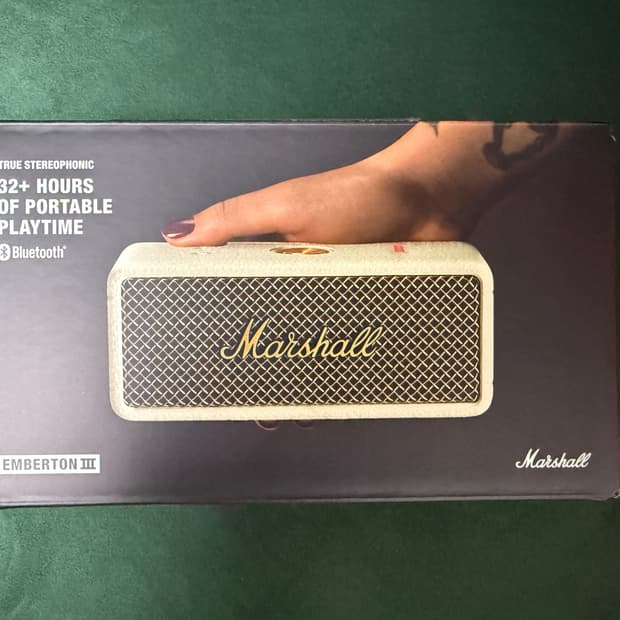 TRUE STEREOPHONIC
32+ HOURS
OF PORTABLE
PLAYTIME
Bluetooth®
Marshall
EMBERTON III
Marshall